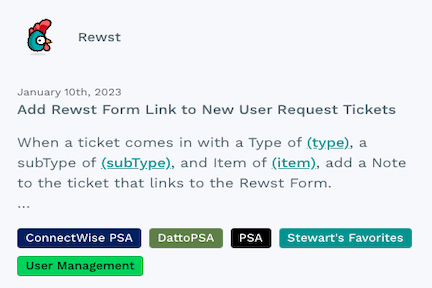 Rewst
January 10th, 2023
Add Rewst Form Link to New User Request Tickets
When a ticket comes in with a Type of (type), a
subType of (subType), and Item of (item), add a Note
to the ticket that links to the Rewst Form.
...
ConnectWise PSA DattoPSA PSA Stewart's Favorites
User Management